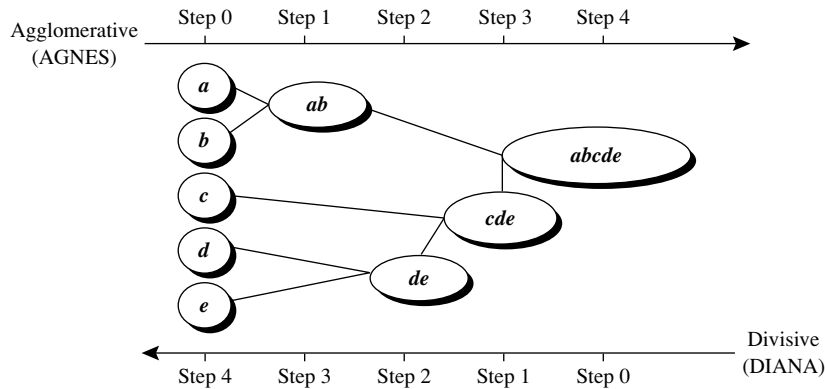 Step 0 Step 1 Step 2 Step 3 Step 4
Agglomerative
(AGNES)
a
ab
b
abcde
c
cde
d
de
e
Divisive
(DIANA)
Step 4 Step 3 Step 2 Step 1 Step 0